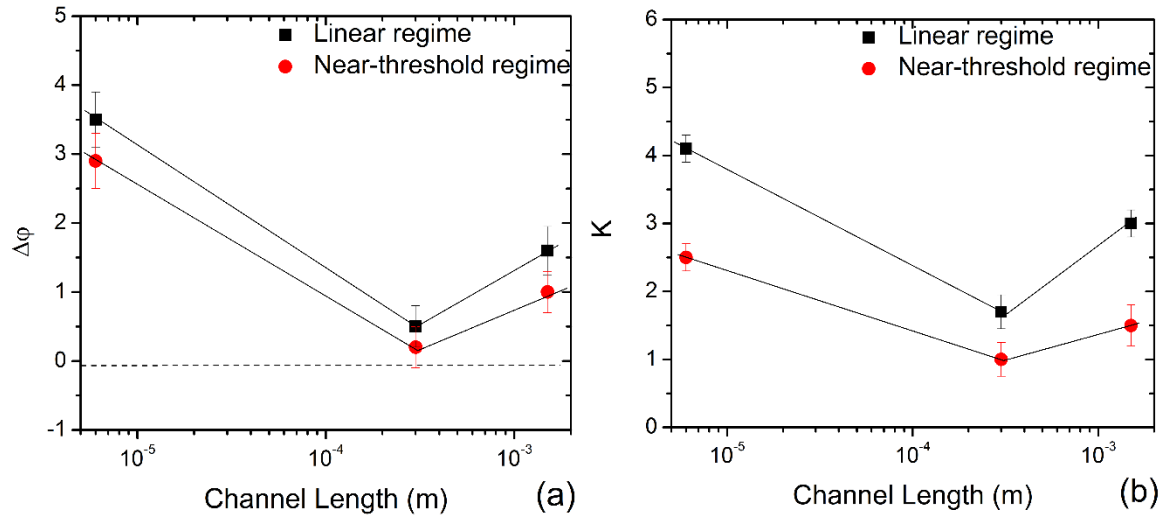 5
4
3
2
1
0
-1
Δφ
Linear regime
Near-threshold regime
10⁻⁵
10⁻⁴
10⁻³
Channel Length (m)
(a)
6
5
4
3
2
1
0
K
Linear regime
Near-threshold regime
10⁻⁵
10⁻⁴
10⁻³
Channel Length (m)
(b)